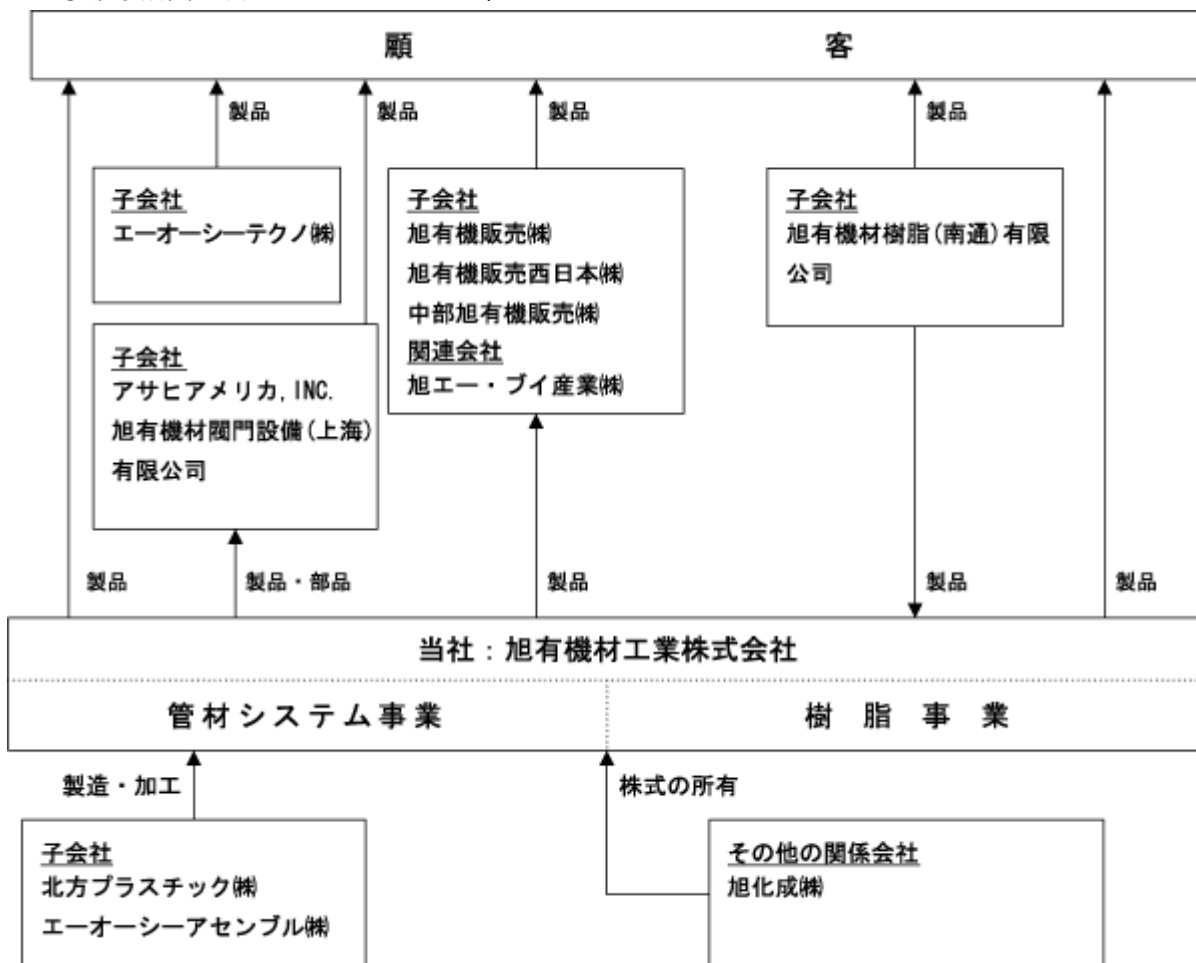 顧客
製品
製品
製品
製品
子会社
エーオーシーテクノ㈱
子会社
旭有機販売㈱
旭有機販売西日本㈱
中部旭有機販売㈱
関連会社
旭エー・ブイ産業㈱
子会社
旭有機材樹脂(南通)有限
公司
子会社
アサヒアメリカ,INC.
旭有機材閥門設備(上海)
有限公司
製品
製品・部品
製品
製品
製品
当社：旭有機材工業株式会社
管材システム事業
樹脂事業
製造・加工
株式の所有
子会社
北方プラスチック㈱
エーオーシーアセンブル㈱
その他の関係会社
旭化成㈱